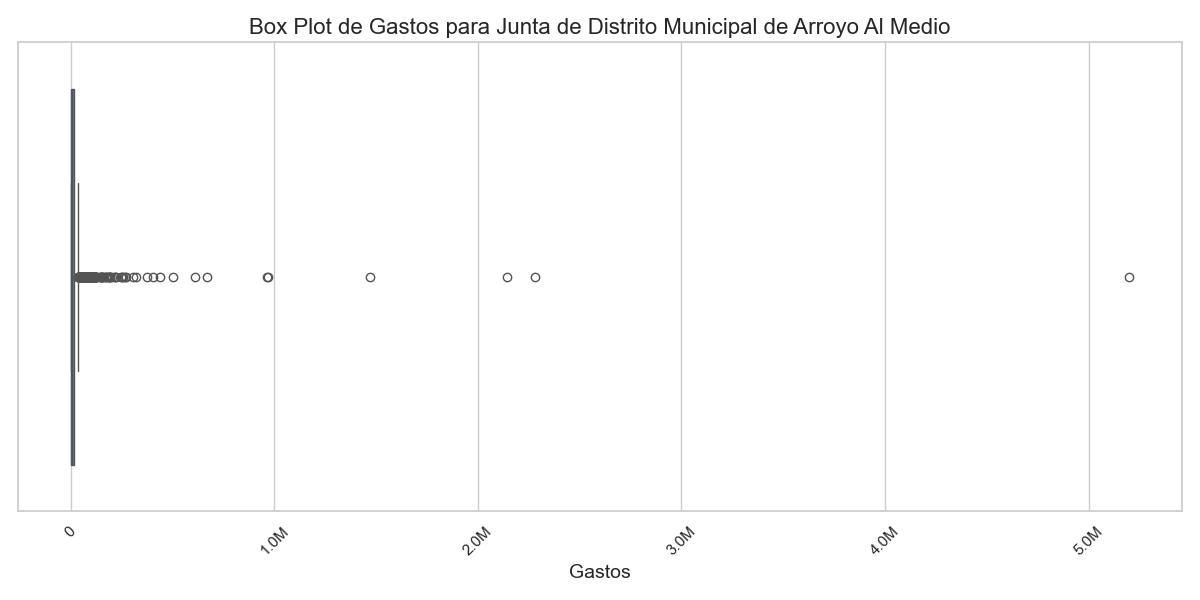 Box Plot de Gastos para Junta de Distrito Municipal de Arroyo Al Medio
0
1.0M
2.0M
3.0M
4.0M
5.0M
Gastos